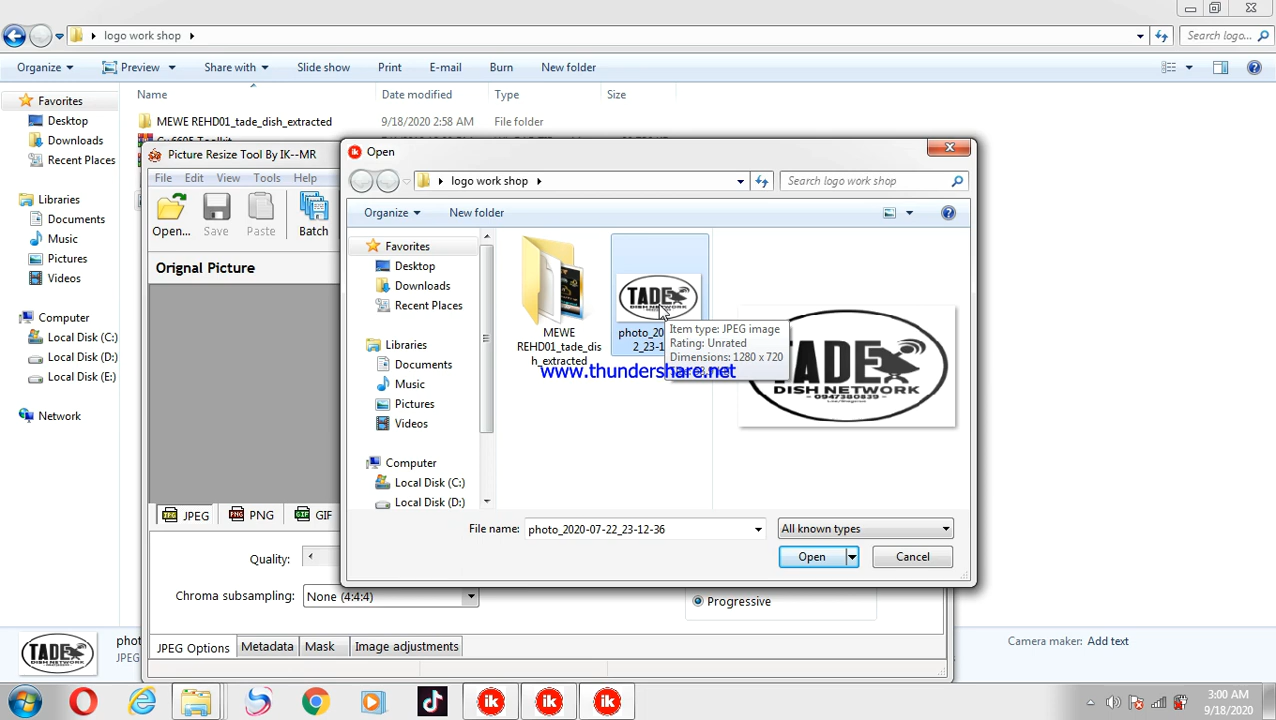 logo work shop
Search logo...
Organize
Preview
Share with
Slide show
Print
E-mail
Burn
New folder
Favorites
Desktop
Downloads
Recent Places
Libraries
Documents
Music
Pictures
Videos
Computer
Local Disk (C:)
Local Disk (E:)
Network
Name
Date modified
Type
Size
MEWE REHD01_tade_dish_extracted
9/18/2020 2:58 AM
File folder
Picture Resize Tool By IK--MR
File
Edit
View
Tools
Help
Open...
Save
Paste
Batch
Orignal Picture
JPEG
PNG
GIF
Quality:
Chroma subsampling:
None (4:4:4)
Progressive
JPEG Options
Metadata
Mask
Image adjustments
Open
logo work shop
Search logo work shop
Organize
New folder
Favorites
Desktop
Downloads
Recent Places
Libraries
Documents
Music
Pictures
Videos
Computer
Local Disk (C:)
Local Disk (D:)
MEWE
REHD01_tade_dis
h_extracted
TADE
DISH NETWORK
Item type: JPEG image
Rating: Unrated
Dimensions: 1280 x 720
www.thundershare.net
TADE
DISH NETWORK
0947380839
File name:
photo_2020-07-22_23-12-36
All known types
Open
Cancel
TADE
DISH NETWORK
Camera maker: Add text
3:00 AM
9/18/2020